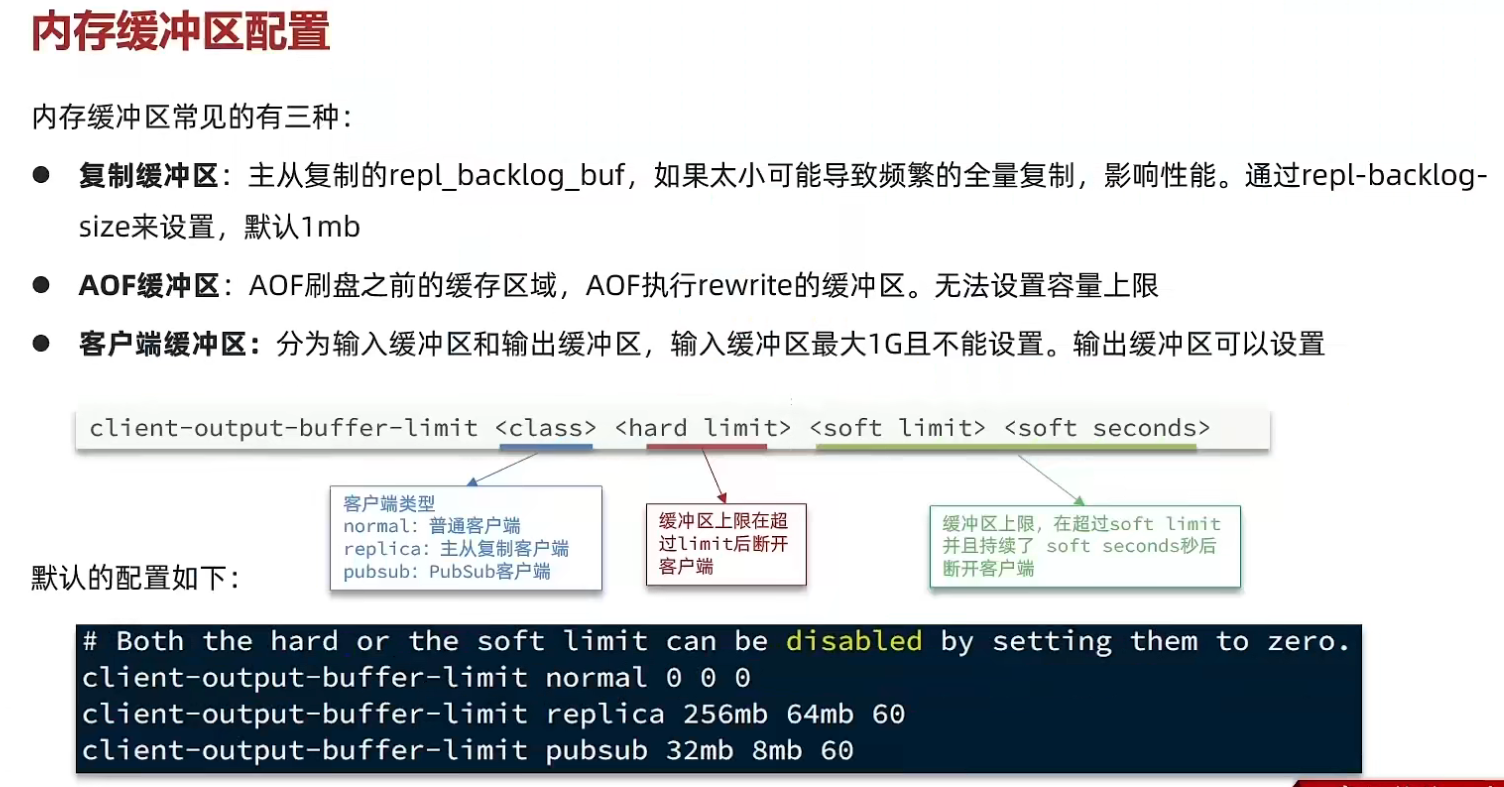 内存缓冲区配置
内存缓冲区常见的有三种：
● 复制缓冲区：主从复制的repl_backlog_buf，如果太小可能导致频繁的全量复制，影响性能。通过repl-backlog-
size来设置，默认1mb
● AOF缓冲区：AOF刷盘之前的缓存区域，AOF执行rewrite的缓冲区。无法设置容量上限
● 客户端缓冲区：分为输入缓冲区和输出缓冲区，输入缓冲区最大1G且不能设置。输出缓冲区可以设置
client-output-buffer-limit <class> <hard limit> <soft limit> <soft seconds>
客户端类型
normal：普通客户端
replica：主从复制客户端
pubsub：PubSub客户端
缓冲区上限在超
过limit后断开
客户端
缓冲区上限，在超过soft limit
并且持续了 soft seconds秒后
断开客户端
默认的配置如下：
# Both the hard or the soft limit can be disabled by setting them to zero.
client-output-buffer-limit normal 0 0 0
client-output-buffer-limit replica 256mb 64mb 60
client-output-buffer-limit pubsub 32mb 8mb 60